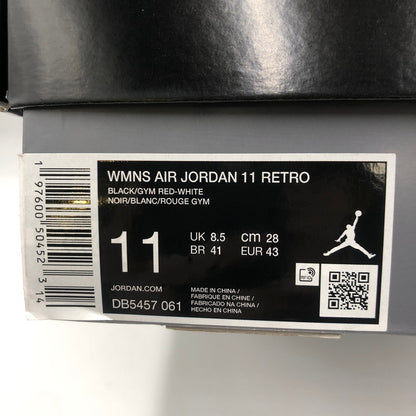 WMNS AIR JORDAN 11 RETRO
BLACK/GYM RED-WHITE
NOIR/BLANC/ROUGE GYM
11
UK 8.5 cm 28
BR 41 EUR 43
JORDAN.COM
DB5457 061
MADE IN CHINA /
FABRIQUE EN CHINE /
FABRICADO NA CHINA /
HECHO EN CHINA
1 97600 50452 3 14